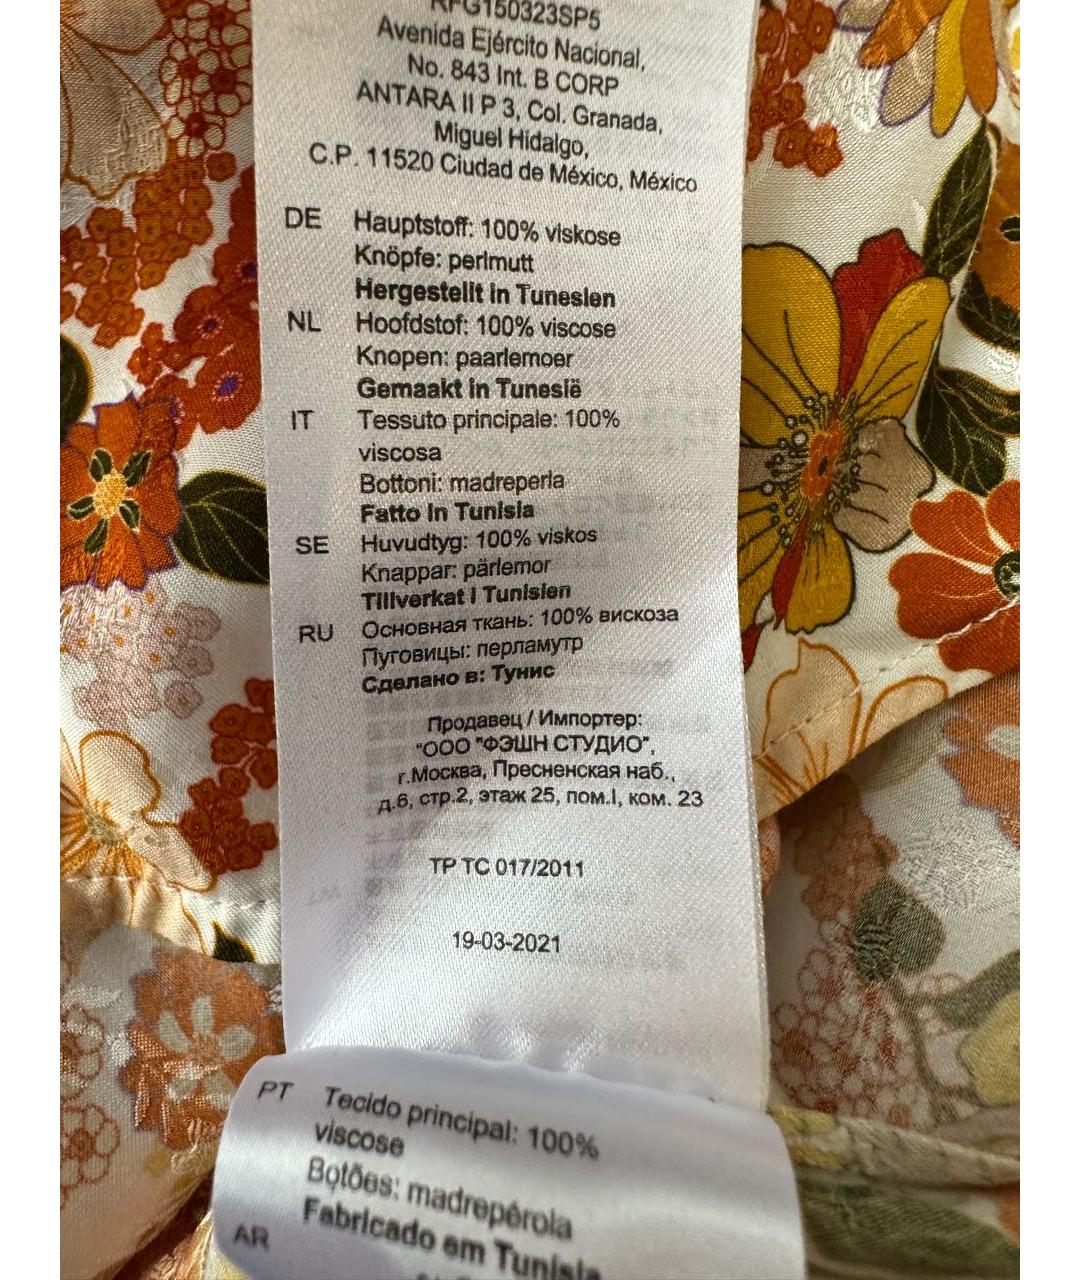 RFG150323SP5
Avenida Ejército Nacional,
No. 843 Int. B CORP
ANTARA II P 3, Col. Granada,
Miguel Hidalgo,
C.P. 11520 Ciudad de México, México
DE Hauptstoff: 100% viskose
Knöpfe: perlmutt
Hergestellt in Tunesien
NL Hoofdstof: 100% viscose
Knopen: paarlemoer
Gemaakt in Tunesië
IT Tessuto principale: 100%
viscosa
Bottoni: madreperla
Fatto in Tunisia
SE Huvudtyg: 100% viskos
Knappar: pärlemor
Tillverkat i Tunisien
RU Основная ткань: 100% вискоза
Пуговицы: перламутр
Сделано в: Тунис
Продавец / Импортер:
"ООО "ФЭШН СТУДИО",
г.Москва, Пресненская наб.,
д.6, стр.2, этаж 25, пом.I, ком. 23
ТР ТС 017/2011
19-03-2021
PT Tecido principal: 100%
viscose
Botões: madrepérola
Fabricado em Tunisia
AR